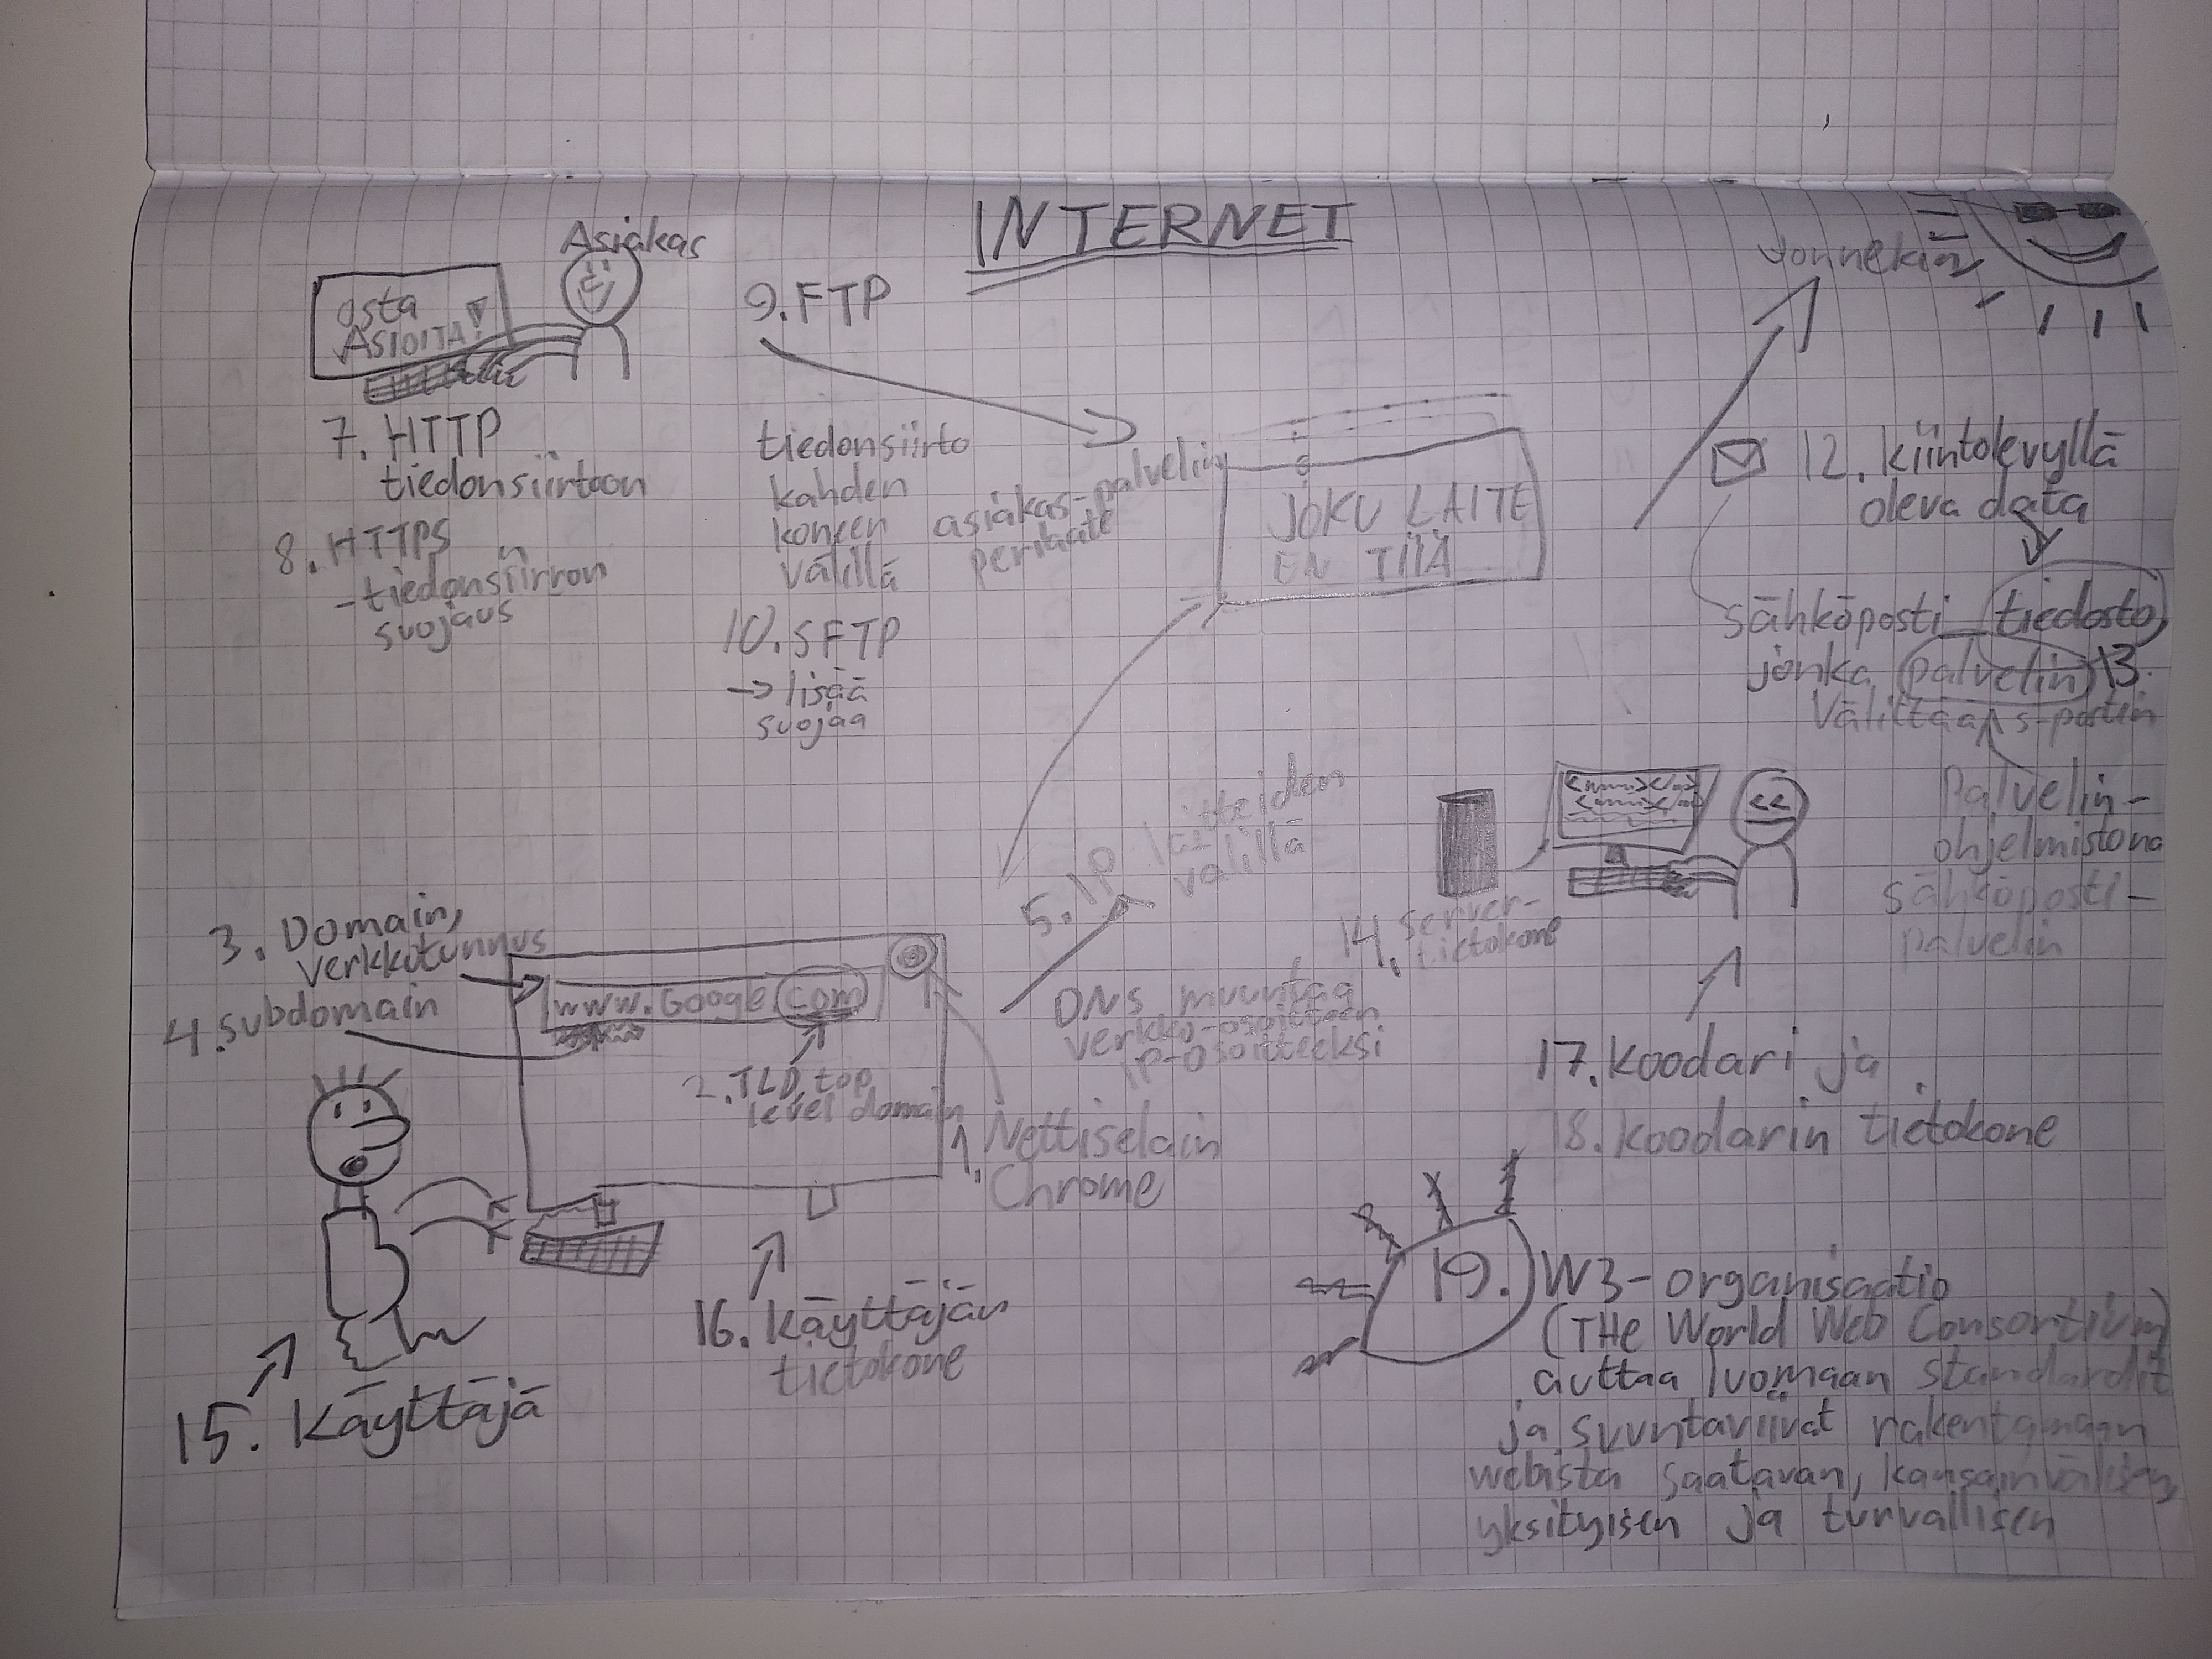 INTERNET
Asiakas
osta
ASIOITA!
7. HTTP
tiedonsiirtoon
8. HTTPS
-tiedonsiirron
suojaus
9. FTP
tiedonsiirto
kahden
koneen
välillä
asiakas-palvelin
periaate
10. SFTP
→ lisää
suojaa
JOKU LAITE
EN TIIÄ
Jonnekin
12. kiintolevyllä
oleva data
sähköposti tiedosto
jonka palvelin 13.
välittää s-postin
Palvelin-
ohjelmistona
sähköposti-
palvelin
14. server-
tietokone
17. koodari ja
18. koodarin tietokone
5. IP laitteiden
välillä
DNS muuntaa
verkko-osoitteen
IP-osoitteeksi
3. Domain,
verkkotunnus
4. subdomain
www.Googe.com
2. TLD, top
level domain
1. Nettiselain
Chrome
16. Käyttäjän
tietokone
15. Käyttäjä
19. W3-organisaatio
(THe World Web Consortium)
auttaa luomaan standardit
ja suuntaviivat rakentamaan
webistä saatavan, kansainvälisen,
yksityisen ja turvallisen